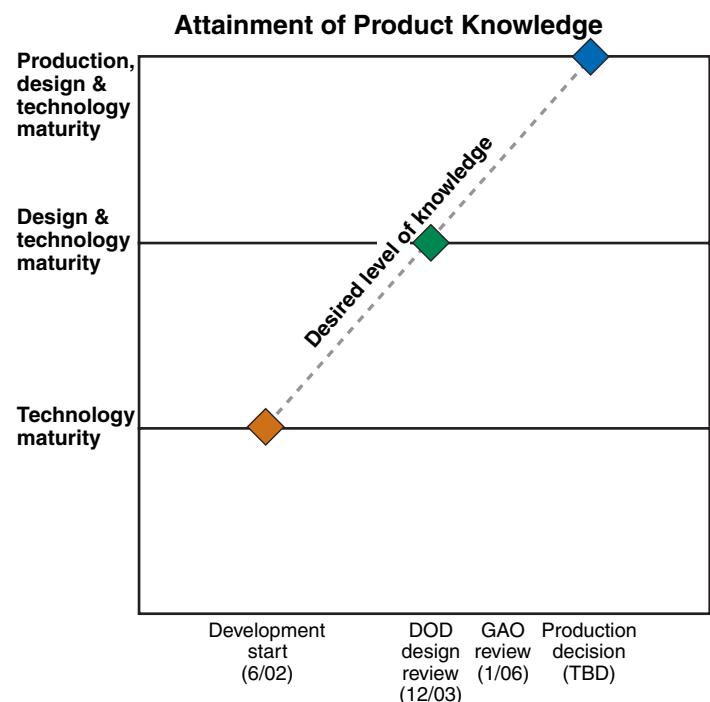 Attainment of Product Knowledge
Production,
design &
technology
maturity
Design &
technology
maturity
Technology
maturity
Desired level of knowledge
Development
start
(6/02)
DOD
design
review
(12/03)
GAO
review
(1/06)
Production
decision
(TBD)